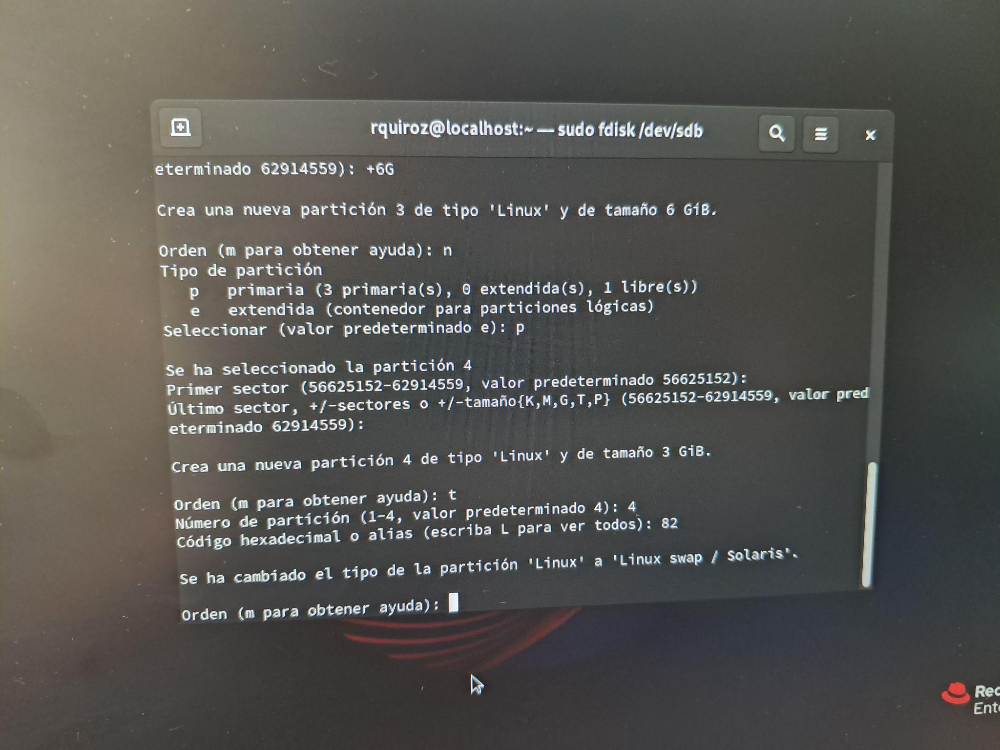 rquiroz@localhost:~ — sudo fdisk /dev/sdb
eterminado 62914559): +6G
Crea una nueva partición 3 de tipo 'Linux' y de tamaño 6 GiB.
Orden (m para obtener ayuda): n
Tipo de partición
p primaria (3 primaria(s), 0 extendida(s), 1 libre(s))
e extendida (contenedor para particiones lógicas)
Seleccionar (valor predeterminado e): p
Se ha seleccionado la partición 4
Primer sector (56625152-62914559, valor predeterminado 56625152):
Último sector, +/-sectores o +/-tamaño{K,M,G,T,P} (56625152-62914559, valor pred
eterminado 62914559):
Crea una nueva partición 4 de tipo 'Linux' y de tamaño 3 GiB.
Orden (m para obtener ayuda): t
Número de partición (1-4, valor predeterminado 4): 4
Código hexadecimal o alias (escriba L para ver todos): 82
Se ha cambiado el tipo de la partición 'Linux' a 'Linux swap / Solaris'.
Orden (m para obtener ayuda):